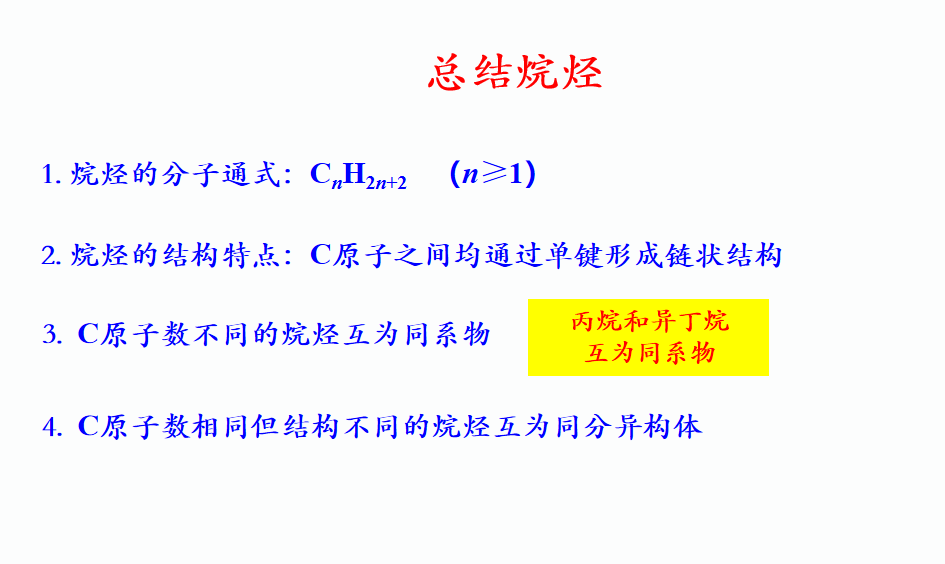 总结烷烃
1. 烷烃的分子通式：CnH2n+2 （n≥1）
2. 烷烃的结构特点：C原子之间均通过单键形成链状结构
3. C原子数不同的烷烃互为同系物
丙烷和异丁烷
互为同系物
4. C原子数相同但结构不同的烷烃互为同分异构体